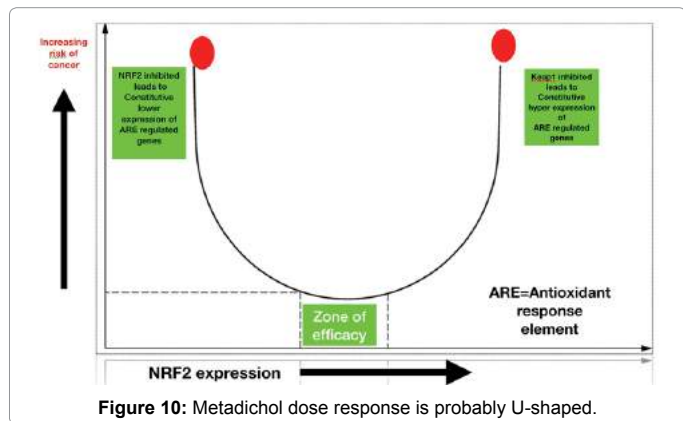 Increasing
risk of
cancer
NRF2 inhibited
leads to
Constitutive
lower
expression of
ARE regulated
genes
Keap1 inhibited
leads to
Constitutive
hyper expression
of
ARE regulated
genes
ARE=Antioxidant
response
element
Zone of
efficacy
NRF2 expression
Figure 10: Metadichol dose response is probably U-shaped.